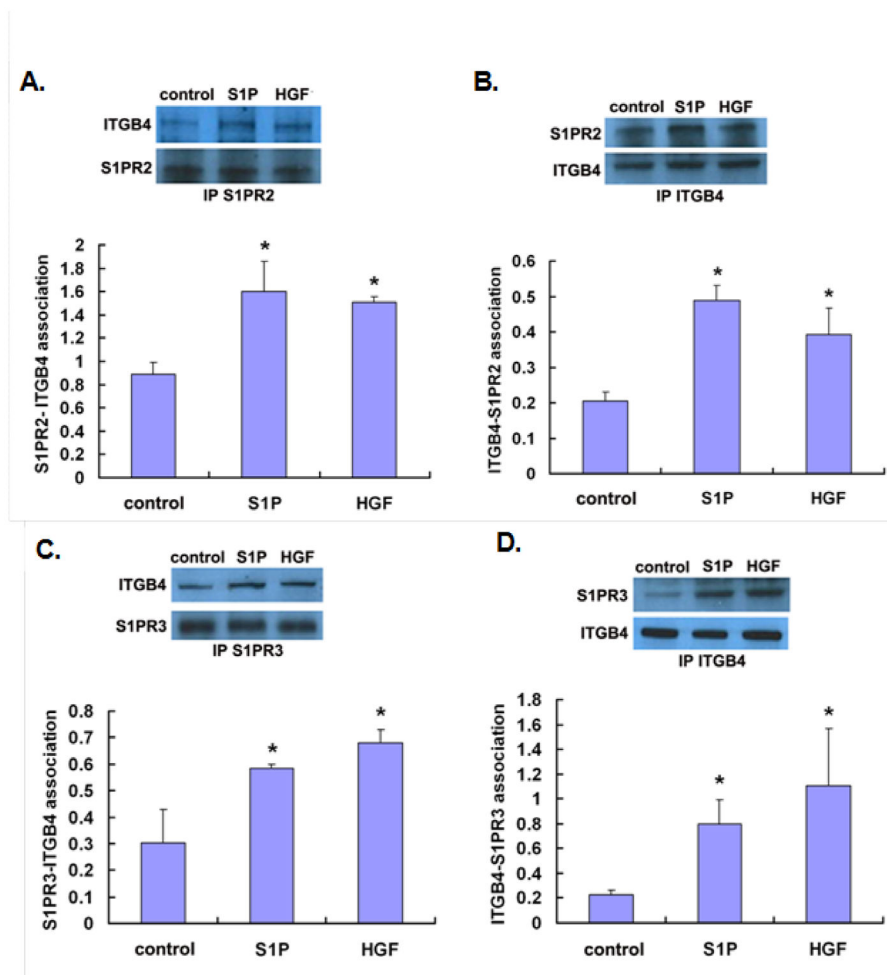 A.
control S1P HGF
ITGB4
S1PR2
IP S1PR2
S1PR2- ITGB4 association
2
1.8
1.6
1.4
1.2
1
0.8
0.6
0.4
0.2
0
*
*
control S1P HGF
B.
control S1P HGF
S1PR2
ITGB4
IP ITGB4
ITGB4-S1PR2 association
0.6
0.5
0.4
0.3
0.2
0.1
0
*
*
control S1P HGF
C.
control S1P HGF
ITGB4
S1PR3
IP S1PR3
S1PR3-ITGB4 association
0.8
0.7
0.6
0.5
0.4
0.3
0.2
0.1
0
*
*
control S1P HGF
D.
control S1P HGF
S1PR3
ITGB4
IP ITGB4
ITGB4-S1PR3 association
1.8
1.6
1.4
1.2
1
0.8
0.6
0.4
0.2
0
*
*
control S1P HGF